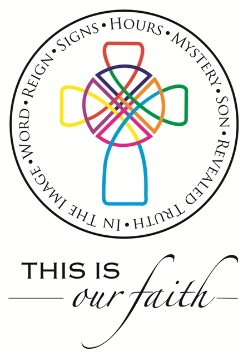 IN THE IMAGE • WORD • REIGN • SIGNS • HOURS • MYSTERY • SON • REVEALED TRUTH •
THIS IS
our faith